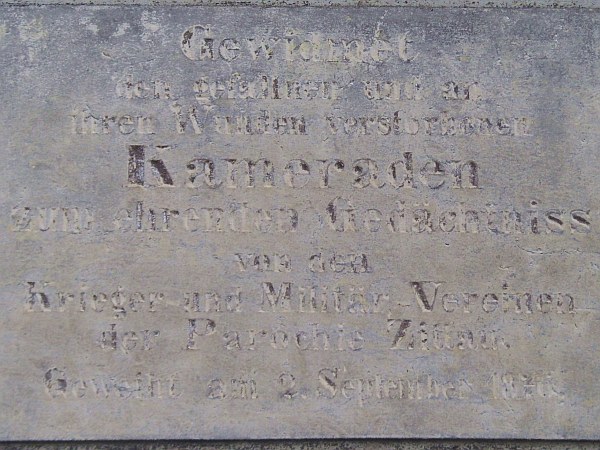 Gewidmet
den gefallnen und an
ihren Wunden verstorbenen
Kameraden
zum ehrenden Gedächtniss
von den
Krieger- und Militär-Vereinen
der Parochie Zittau.
Geweiht am 2. September